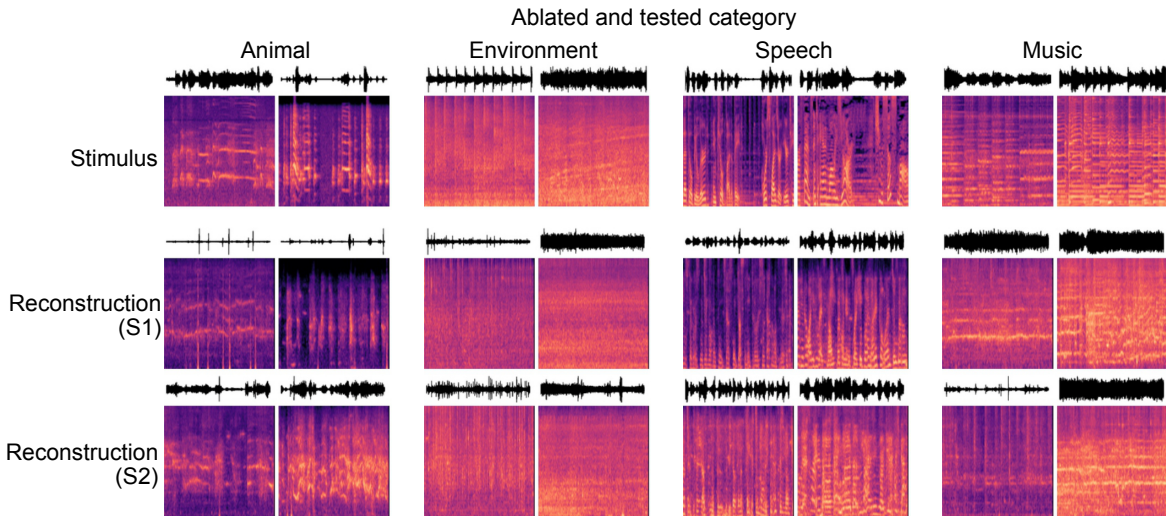 Ablated and tested category
Animal
Environment
Speech
Music
Stimulus
Reconstruction
(S1)
Reconstruction
(S2)